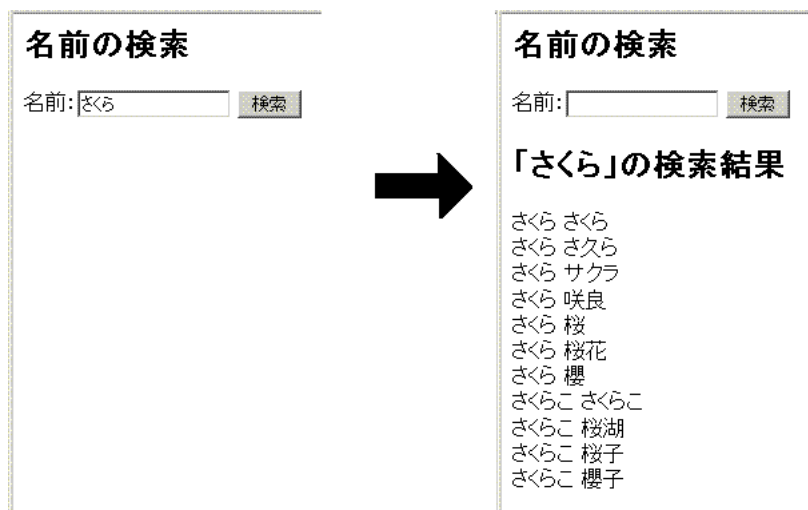 名前の検索
名前:さくら 検索
名前の検索
名前: 検索
「さくら」の検索結果
さくら さくら
さくら さ久ら
さくら サクラ
さくら 咲良
さくら 桜
さくら 桜花
さくら 櫻
さくらこ さくらこ
さくらこ 桜湖
さくらこ 桜子
さくらこ 櫻子